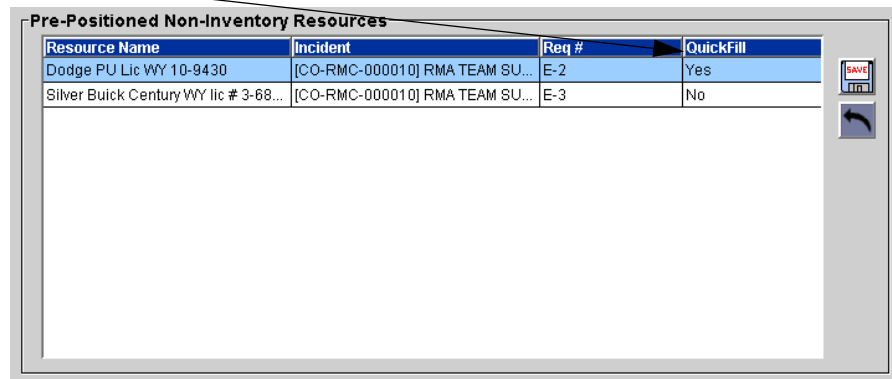 Pre-Positioned Non-Inventory Resources
Resource Name Incident Req # QuickFill
Dodge PU Lic WY 10-9430 [CO-RMC-000010] RMA TEAM SU... E-2 Yes
SAVE
Silver Buick Century WY lic # 3-68... [CO-RMC-000010] RMA TEAM SU... E-3 No